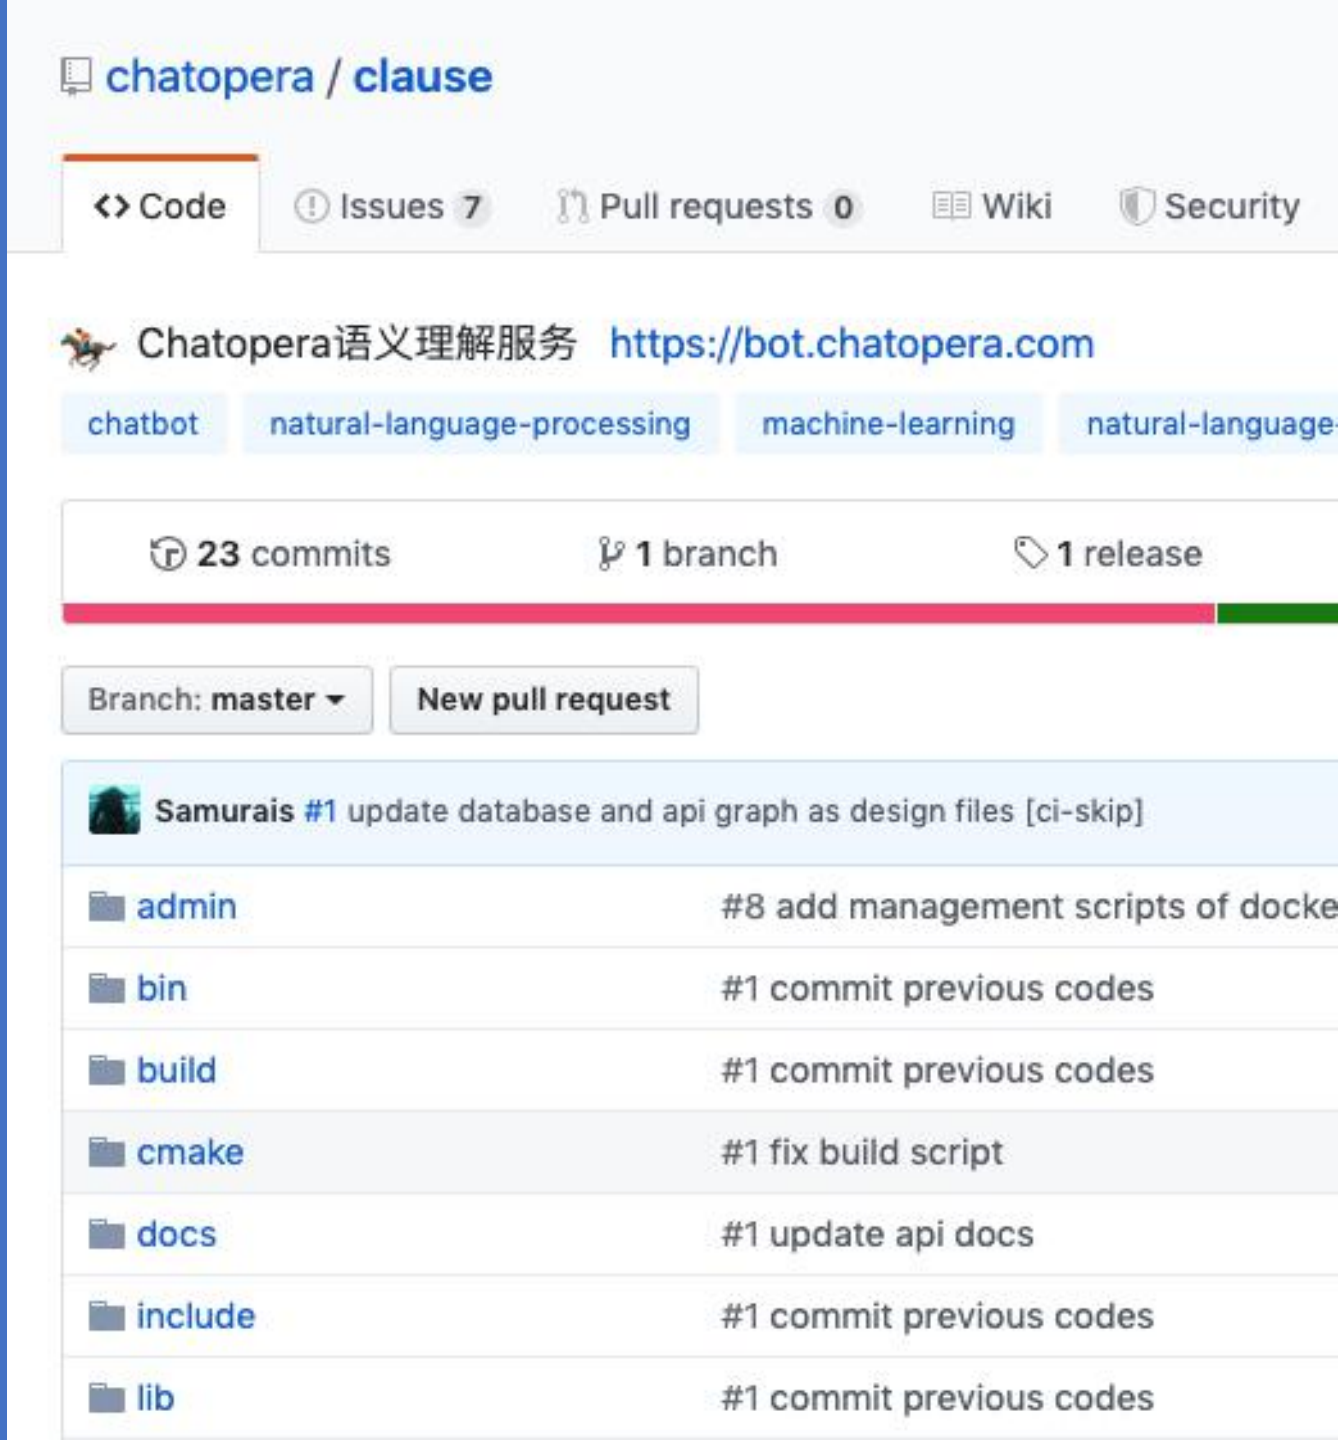 chatopera / clause
Code Issues 7 Pull requests 0 Wiki Security
Chatopera语义理解服务 https://bot.chatopera.com
chatbot natural-language-processing machine-learning natural-language-
23 commits 1 branch 1 release
Branch: master New pull request
Samurais #1 update database and api graph as design files [ci-skip]
admin #8 add management scripts of docke
bin #1 commit previous codes
build #1 commit previous codes
cmake #1 fix build script
docs #1 update api docs
include #1 commit previous codes
lib #1 commit previous codes